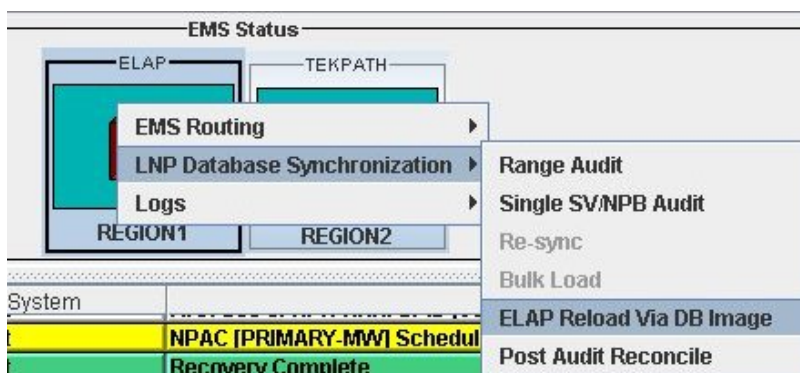 EMS Status
ELAP
TEKPATH
EMS Routing
LNP Database Synchronization
Logs
Range Audit
Single SV/NPB Audit
Re-sync
Bulk Load
ELAP Reload Via DB Image
Post Audit Reconcile
REGION1
REGION2
System
t
NPAC [PRIMARY-MW] Schedul
t
Recovery Complete